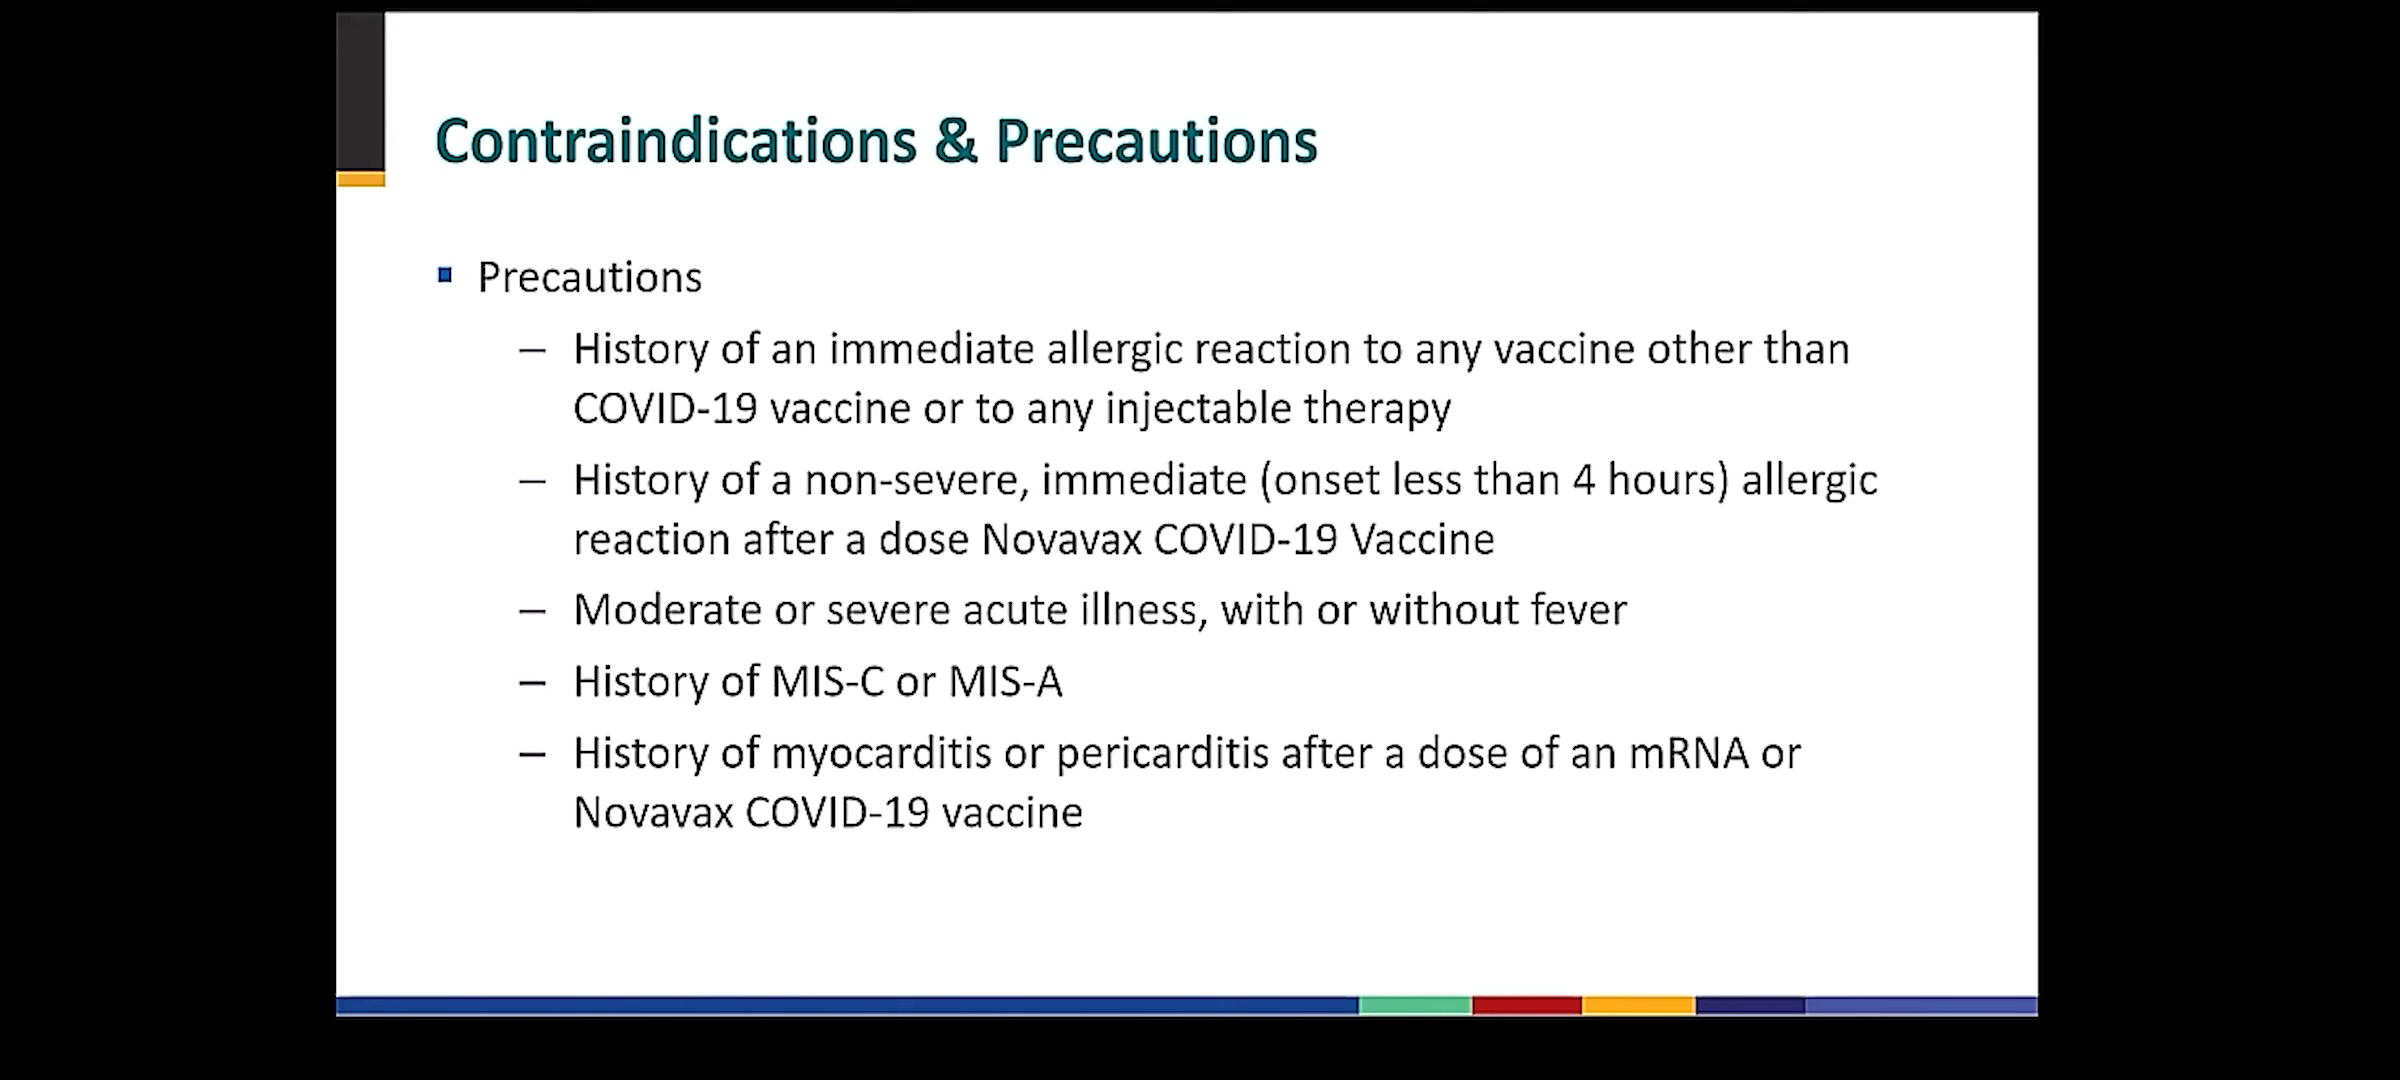 Contraindications & Precautions
▪ Precautions
– History of an immediate allergic reaction to any vaccine other than
COVID-19 vaccine or to any injectable therapy
– History of a non-severe, immediate (onset less than 4 hours) allergic
reaction after a dose Novavax COVID-19 Vaccine
– Moderate or severe acute illness, with or without fever
– History of MIS-C or MIS-A
– History of myocarditis or pericarditis after a dose of an mRNA or
Novavax COVID-19 vaccine